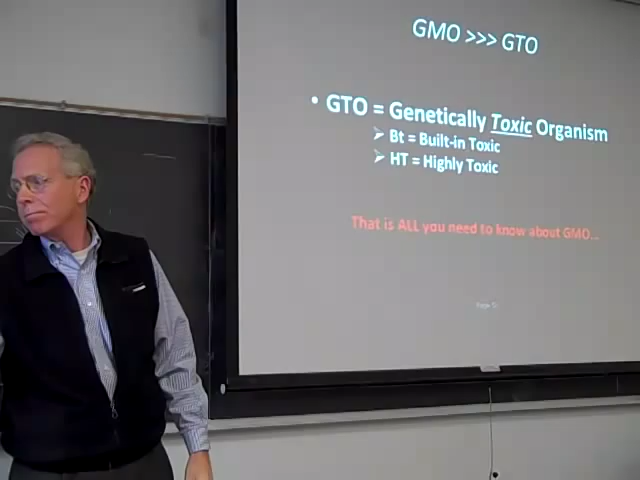 GMO >>> GTO
• GTO = Genetically Toxic Organism
➢ Bt = Built-in Toxic
➢ HT = Highly Toxic
That is ALL you need to know about GMO...